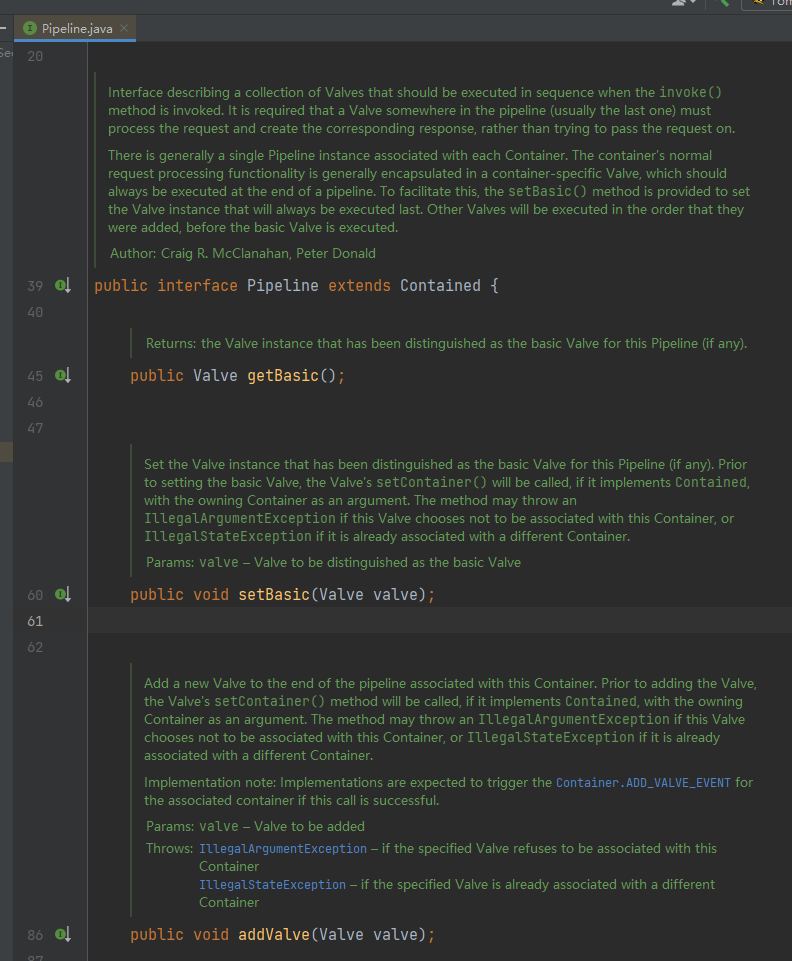 Tom
Pipeline.java
Se
20
Interface describing a collection of Valves that should be executed in sequence when the invoke()
method is invoked. It is required that a Valve somewhere in the pipeline (usually the last one) must
process the request and create the corresponding response, rather than trying to pass the request on.
There is generally a single Pipeline instance associated with each Container. The container's normal
request processing functionality is generally encapsulated in a container-specific Valve, which should
always be executed at the end of a pipeline. To facilitate this, the setBasic() method is provided to set
the Valve instance that will always be executed last. Other Valves will be executed in the order that they
were added, before the basic Valve is executed.
Author: Craig R. McClanahan, Peter Donald
39 public interface Pipeline extends Contained {
40
Returns: the Valve instance that has been distinguished as the basic Valve for this Pipeline (if any).
45 public Valve getBasic();
46
47
Set the Valve instance that has been distinguished as the basic Valve for this Pipeline (if any). Prior
to setting the basic Valve, the Valve's setContainer() will be called, if it implements Contained,
with the owning Container as an argument. The method may throw an
IllegalArgumentException if this Valve chooses not to be associated with this Container, or
IllegalStateException if it is already associated with a different Container.
Params: valve – Valve to be distinguished as the basic Valve
60 public void setBasic(Valve valve);
61
62
Add a new Valve to the end of the pipeline associated with this Container. Prior to adding the Valve,
the Valve's setContainer() method will be called, if it implements Contained, with the owning
Container as an argument. The method may throw an IllegalArgumentException if this Valve
chooses not to be associated with this Container, or IllegalStateException if it is already
associated with a different Container.
Implementation note: Implementations are expected to trigger the Container.ADD_VALVE_EVENT for
the associated container if this call is successful.
Params: valve – Valve to be added
Throws: IllegalArgumentException – if the specified Valve refuses to be associated with this
Container
IllegalStateException – if the specified Valve is already associated with a different
Container
86 public void addValve(Valve valve);
87